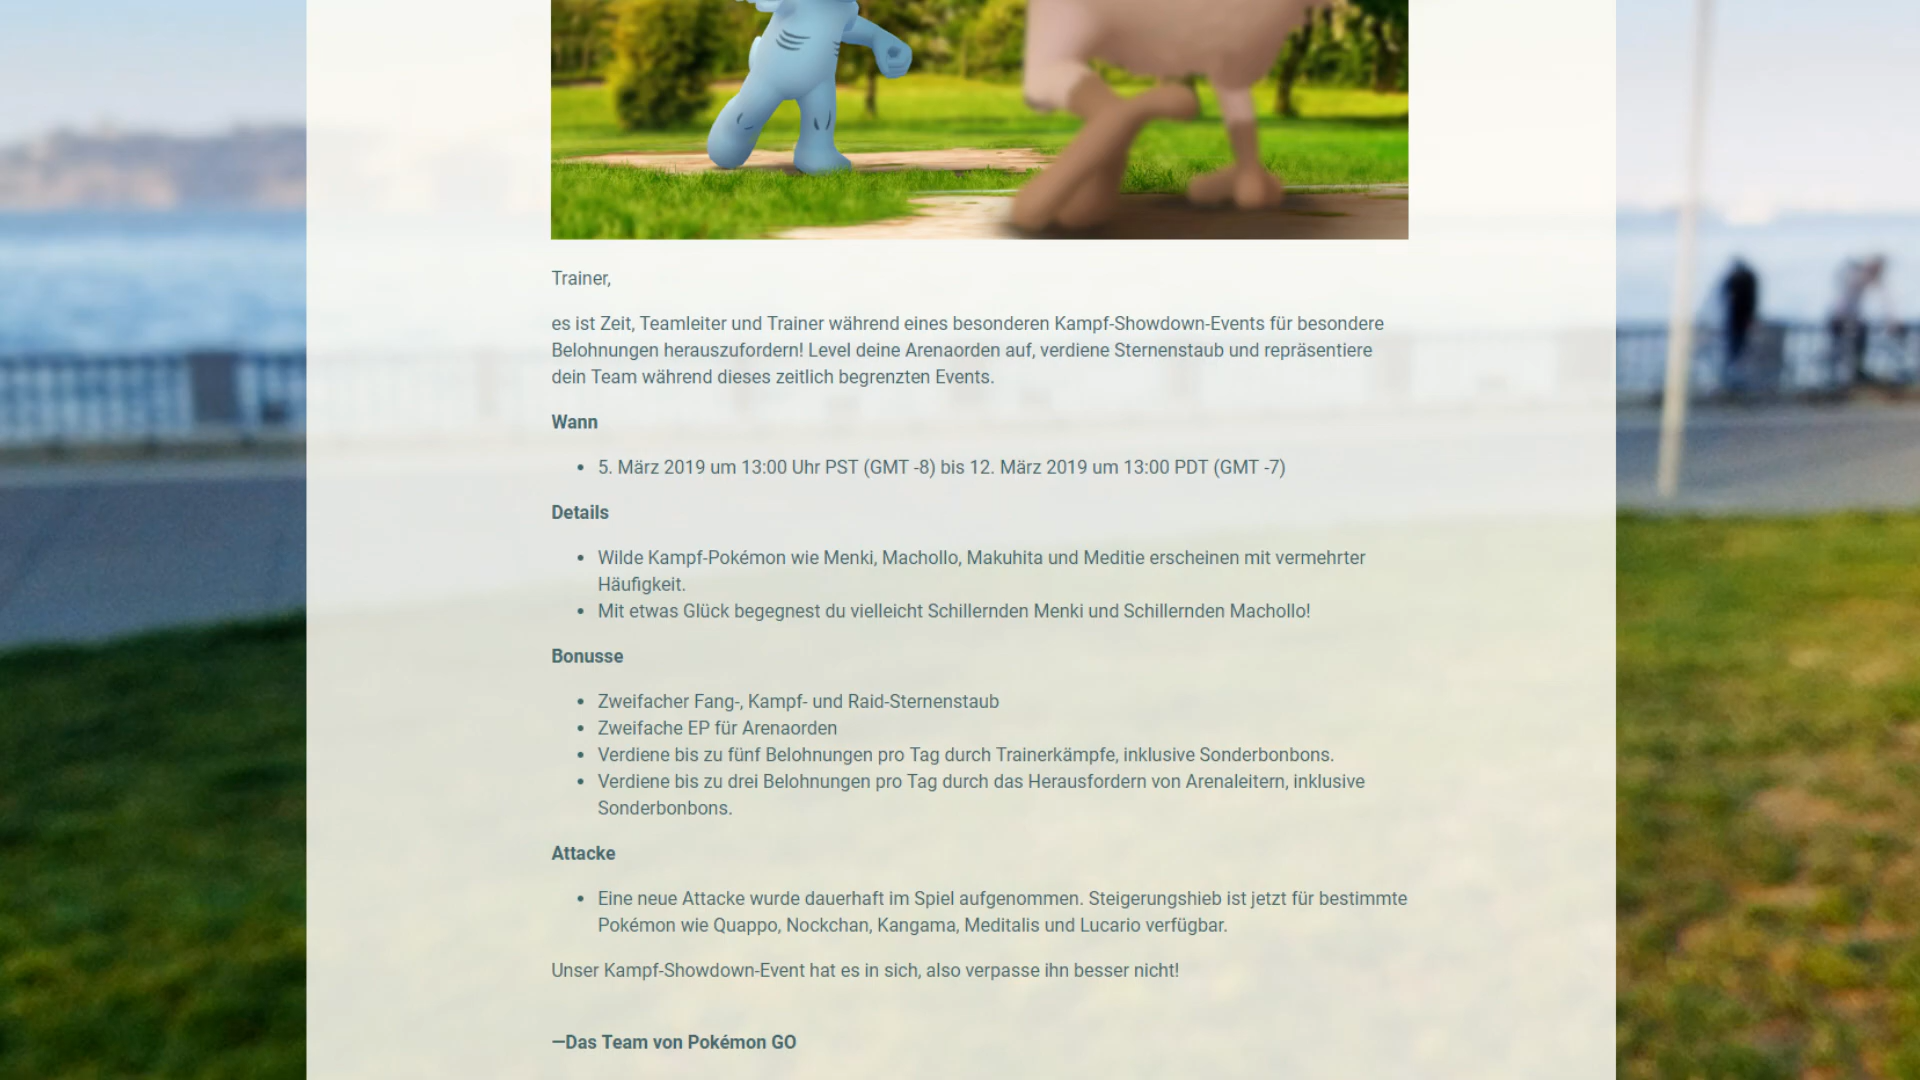 Trainer,
es ist Zeit, Teamleiter und Trainer während eines besonderen Kampf-Showdown-Events für besondere
Belohnungen herauszufordern! Level deine Arenaorden auf, verdiene Sternenstaub und repräsentiere
dein Team während dieses zeitlich begrenzten Events.
Wann
• 5. März 2019 um 13:00 Uhr PST (GMT -8) bis 12. März 2019 um 13:00 PDT (GMT -7)
Details
• Wilde Kampf-Pokémon wie Menki, Machollo, Makuhita und Meditie erscheinen mit vermehrter
Häufigkeit.
• Mit etwas Glück begegnest du vielleicht Schillernden Menki und Schillernden Machollo!
Bonusse
• Zweifacher Fang-, Kampf- und Raid-Sternenstaub
• Zweifache EP für Arenaorden
• Verdiene bis zu fünf Belohnungen pro Tag durch Trainerkämpfe, inklusive Sonderbonbons.
• Verdiene bis zu drei Belohnungen pro Tag durch das Herausfordern von Arenaleitern, inklusive
Sonderbonbons.
Attacke
• Eine neue Attacke wurde dauerhaft im Spiel aufgenommen. Steigerungshieb ist jetzt für bestimmte
Pokémon wie Quappo, Nockchan, Kangama, Meditalis und Lucario verfügbar.
Unser Kampf-Showdown-Event hat es in sich, also verpasse ihn besser nicht!
—Das Team von Pokémon GO